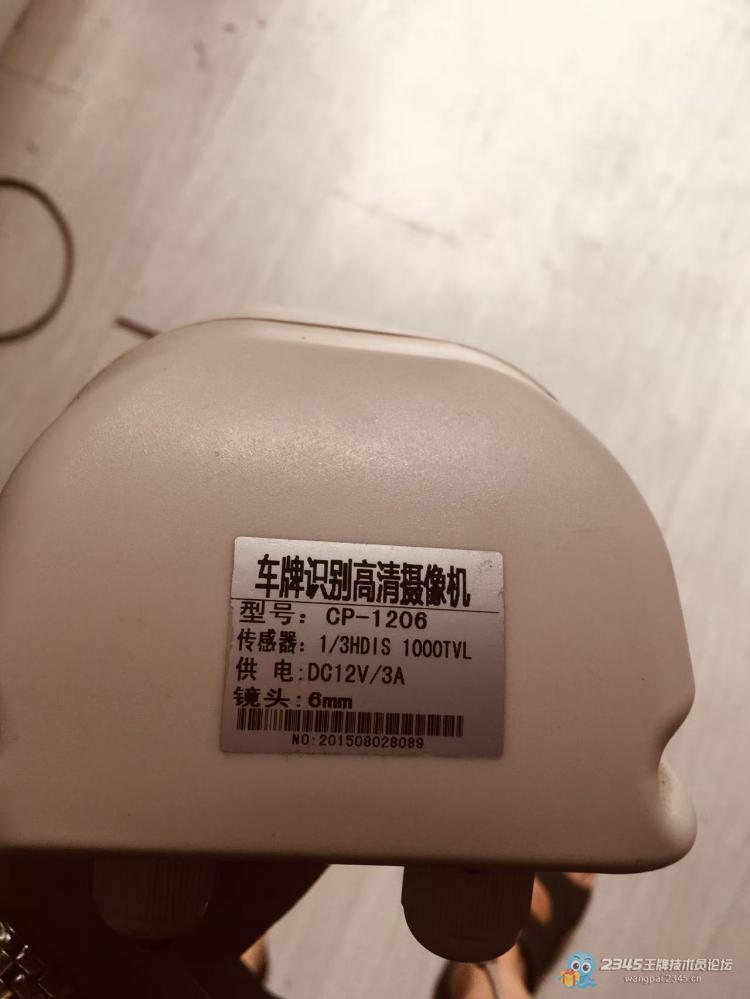 车牌识别高清摄像机
型号：CP-1206
传感器：1/3HDIS 1000TVL
供 电:DC12V/3A
镜头:6mm
NO:201508028089
2345王牌技术员论坛
wangpai.2345.cn